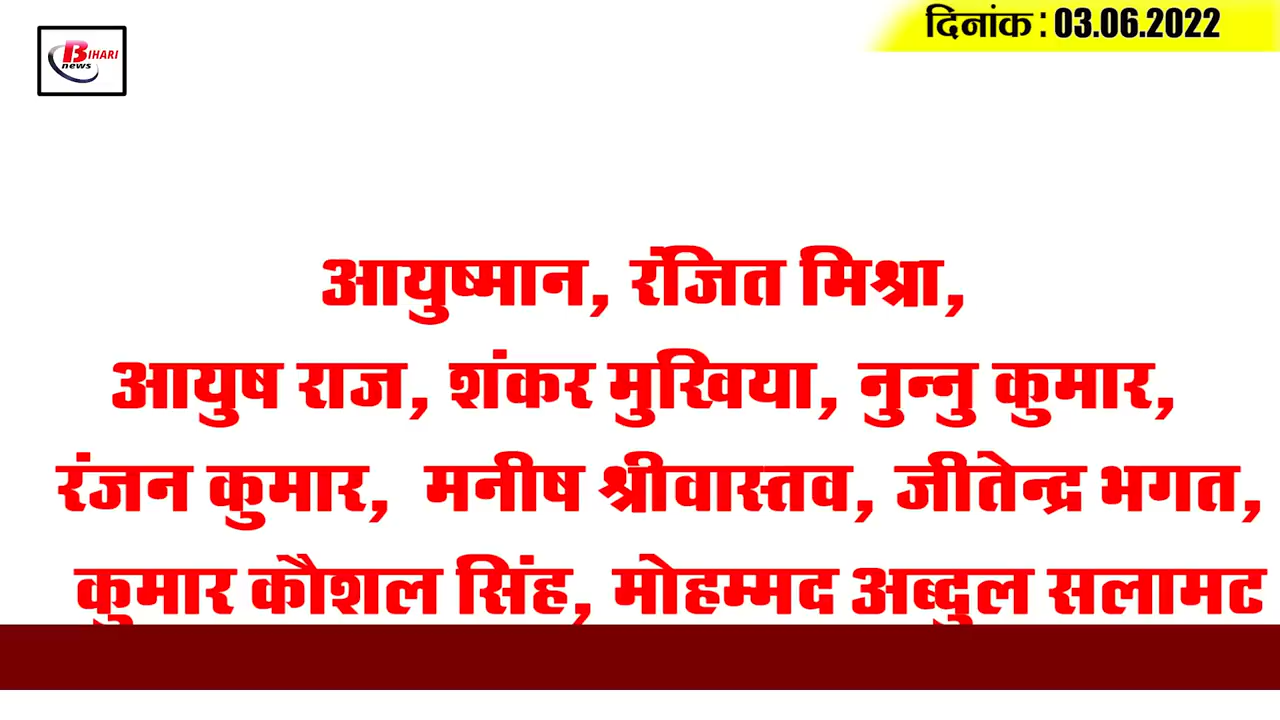 BIHARI
news
दिनांक : 03.06.2022
आयुष्मान, रंजित मिश्रा,
आयुष राज, शंकर मुखिया, नुन्नु कुमार,
रंजन कुमार, मनीष श्रीवास्तव, जीतेन्द्र भगत,
कुमार कौशल सिंह, मोहम्मद अब्दुल सलामट